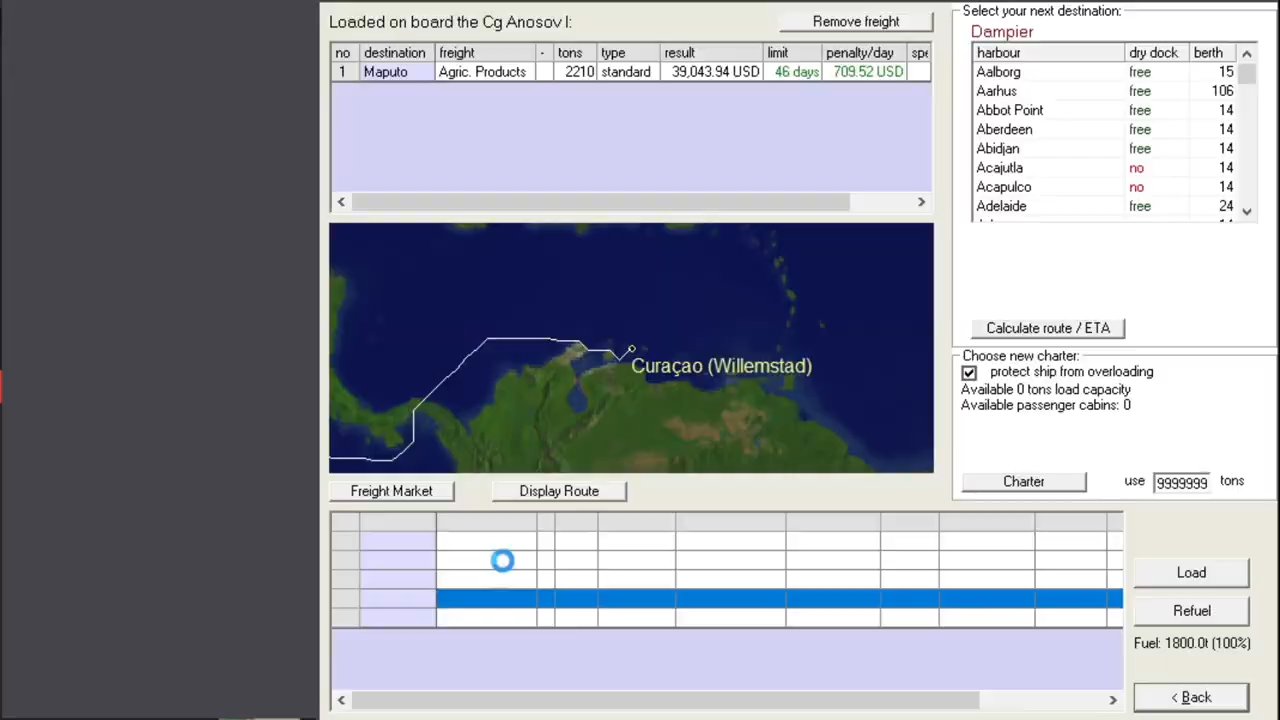 Loaded on board the Cg Anosov I:
Remove freight
no destination freight - tons type result limit penalty/day spe
1 Maputo Agric. Products 2210 standard 39,043.94 USD 46 days 709.52 USD
Curaçao (Willemstad)
Freight Market
Display Route
Select your next destination:
Dampier
harbour dry dock berth
Aalborg free 15
Aarhus free 106
Abbot Point free 14
Aberdeen free 14
Abidjan free 14
Acajutla no 14
Acapulco no 14
Adelaide free 24
Calculate route / ETA
Choose new charter:
protect ship from overloading
Available 0 tons load capacity
Available passenger cabins: 0
Charter use 9999999 tons
Load
Refuel
Fuel: 1800.0t (100%)
< Back